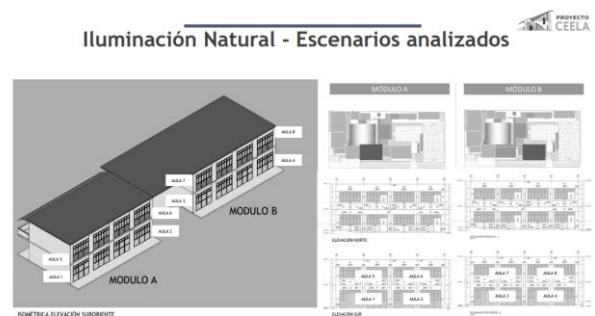 Iluminación Natural - Escenarios analizados
PROYECTO
CEELA
MÓDULO A
MÓDULO B
AULA 8
AULA 4
AULA 7
AULA 3
AULA 6
AULA 2
MODULO B
AULA 5
AULA 1
MODULO A
ISOMÉTRICA ELEVACIÓN SURORIENTE
ELEVACIÓN NORTE
AULA 5
AULA 6
AULA 1
AULA 2
ELEVACIÓN SUR
AULA 7
AULA 8
AULA 3
AULA 4